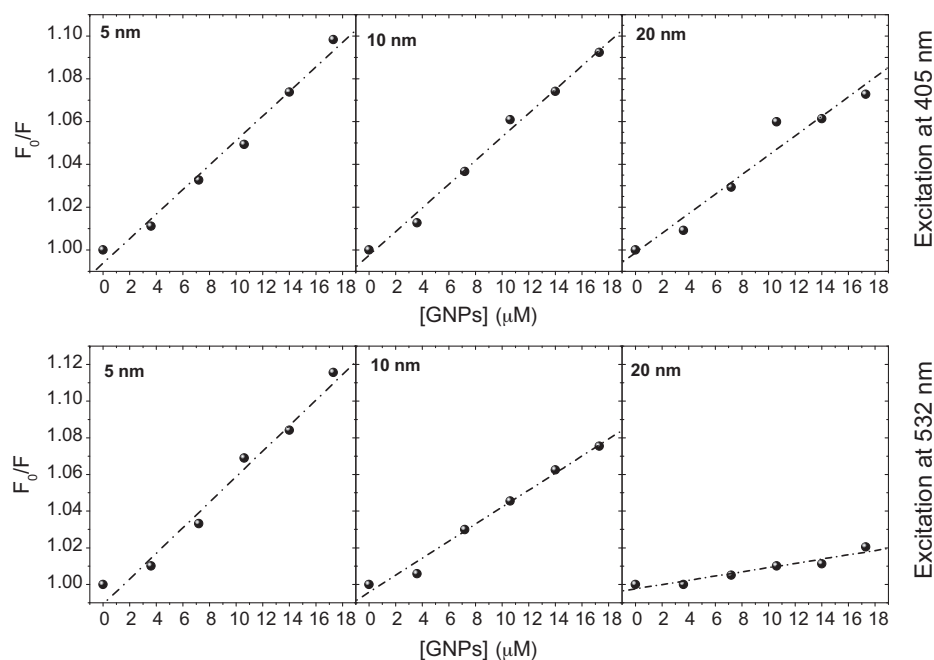 5 nm
10 nm
20 nm
1.10
1.08
1.06
1.04
1.02
1.00
F₀/F
0 2 4 6 8 10 12 14 16 18
0 2 4 6 8 10 12 14 16 18
0 2 4 6 8 10 12 14 16 18
[GNPs] (μM)
Excitation at 405 nm
5 nm
10 nm
20 nm
1.12
1.10
1.08
1.06
1.04
1.02
1.00
F₀/F
0 2 4 6 8 10 12 14 16 18
0 2 4 6 8 10 12 14 16 18
0 2 4 6 8 10 12 14 16 18
[GNPs] (μM)
Excitation at 532 nm